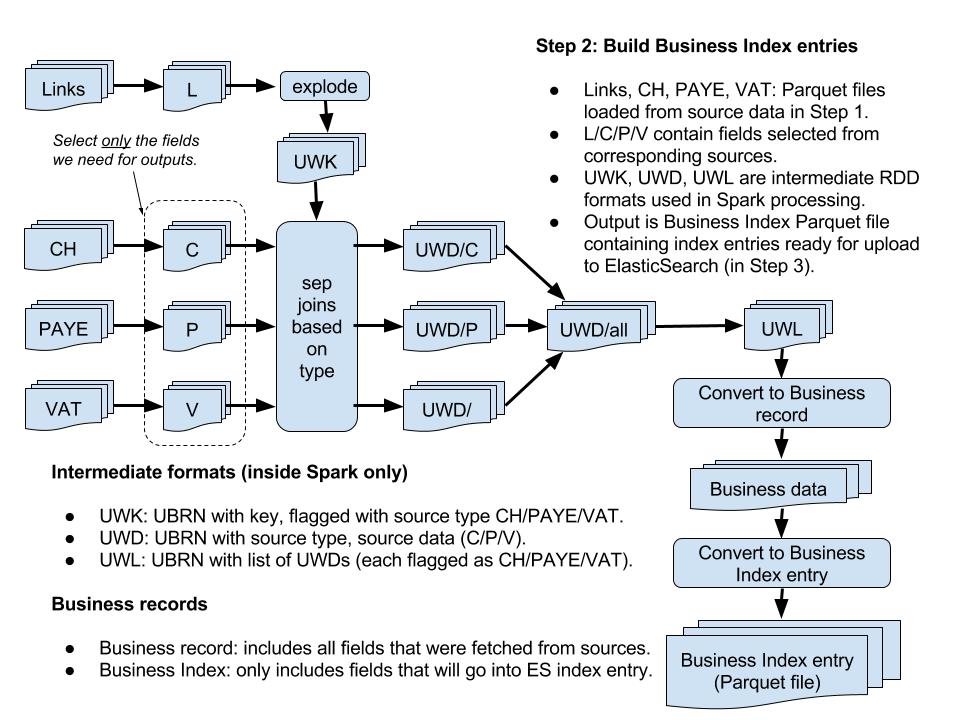 Step 2: Build Business Index entries
● Links, CH, PAYE, VAT: Parquet files
loaded from source data in Step 1.
● L/C/P/V contain fields selected from
corresponding sources.
● UWK, UWD, UWL are intermediate RDD
formats used in Spark processing.
● Output is Business Index Parquet file
containing index entries ready for upload
to ElasticSearch (in Step 3).
Links
L
explode
Select only the fields
we need for outputs.
UWK
CH
C
UWD/C
sep
joins
based
on
type
PAYE
P
UWD/P
UWD/all
UWL
VAT
V
UWD/
Convert to Business
record
Business data
Convert to Business
Index entry
Business Index entry
(Parquet file)
Intermediate formats (inside Spark only)
● UWK: UBRN with key, flagged with source type CH/PAYE/VAT.
● UWD: UBRN with source type, source data (C/P/V).
● UWL: UBRN with list of UWDs (each flagged as CH/PAYE/VAT).
Business records
● Business record: includes all fields that were fetched from sources.
● Business Index: only includes fields that will go into ES index entry.